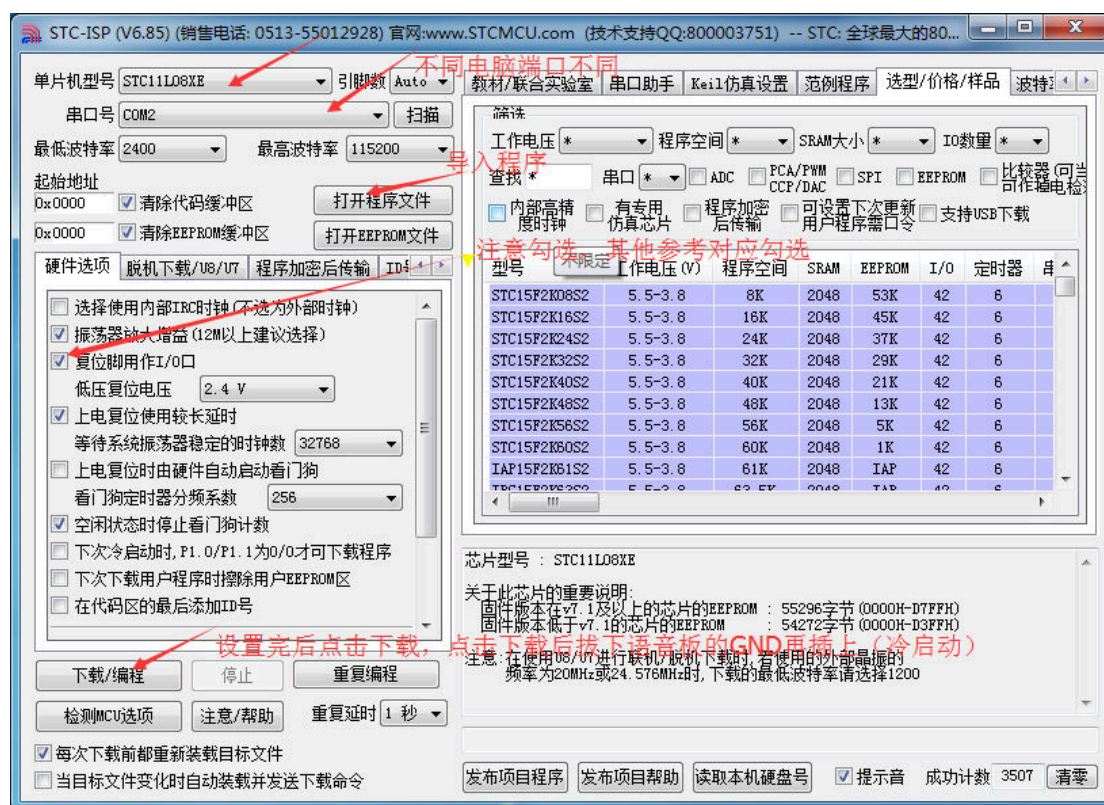 STC-ISP (V6.85) (销售电话: 0513-55012928) 官网:www.STCMCU.com (技术支持QQ:800003751) -- STC: 全球最大的80...
单片机型号 STC11L08XE 引脚数 Auto
不同电脑端口不同
串口号 COM2 扫描
最低波特率 2400 最高波特率 115200
导入程序
起始地址
0x0000 清除代码缓冲区 打开程序文件
0x0000 清除EEPROM缓冲区 打开EEPROM文件
注意勾选,其他参考对应勾选
硬件选项 脱机下载/U8/U7 程序加密后传输
选择使用内部IRC时钟(不选为外部时钟)
振荡器放大增益(12M以上建议选择)
复位脚用作I/O口
低压复位电压 2.4 V
上电复位使用较长延时
等待系统振荡器稳定的时钟数 32768
上电复位时由硬件自动启动看门狗
看门狗定时器分频系数 256
空闲状态时停止看门狗计数
下次冷启动时,P1.0/P1.1为0/0才可下载程序
下次下载用户程序时擦除用户EEPROM区
在代码区的最后添加ID号
设置完后点击下载,点击下载后拔下语音板的GND再插上(冷启动)
下载/编程 停止 重复编程
检测MCU选项 注意/帮助 重复延时 1 秒
每次下载前都重新装载目标文件
当目标文件变化时自动装载并发送下载命令
教材/联合实验室 串口助手 Keil仿真设置 范例程序 选型/价格/样品 波特
筛选
工作电压 * 程序空间 * SRAM大小 * IO数量 *
查找 * 串口 * ADC PCA/PWM CCP/DAC SPI EEPROM 比较器(可当 可作掉电检
内部高精度时钟 有专用仿真芯片 程序加密后传输 可设置下次更新用户程序需口令 支持USB下载
不限定
型号 工作电压(V) 程序空间 SRAM EEPROM I/O 定时器
STC15F2K08S2 5.5-3.8 8K 2048 53K 42 6
STC15F2K16S2 5.5-3.8 16K 2048 45K 42 6
STC15F2K24S2 5.5-3.8 24K 2048 37K 42 6
STC15F2K32S2 5.5-3.8 32K 2048 29K 42 6
STC15F2K40S2 5.5-3.8 40K 2048 21K 42 6
STC15F2K48S2 5.5-3.8 48K 2048 13K 42 6
STC15F2K56S2 5.5-3.8 56K 2048 5K 42 6
STC15F2K60S2 5.5-3.8 60K 2048 1K 42 6
IAP15F2K61S2 5.5-3.8 61K 2048 IAP 42 6
芯片型号 : STC11L08XE
关于此芯片的重要说明:
固件版本在v7.1及以上的芯片的EEPROM : 55296字节(0000H-D7FFH)
固件版本低于v7.1的芯片的EEPROM : 54272字节(0000H-D3FFH)
注意:在使用U8/U7进行联机/脱机下载时,若使用的外部晶振的
频率为20MHz或24.576MHz时,下载的最低波特率请选择1200
发布项目程序 发布项目帮助 读取本机硬盘号 提示音 成功计数 3507 清零